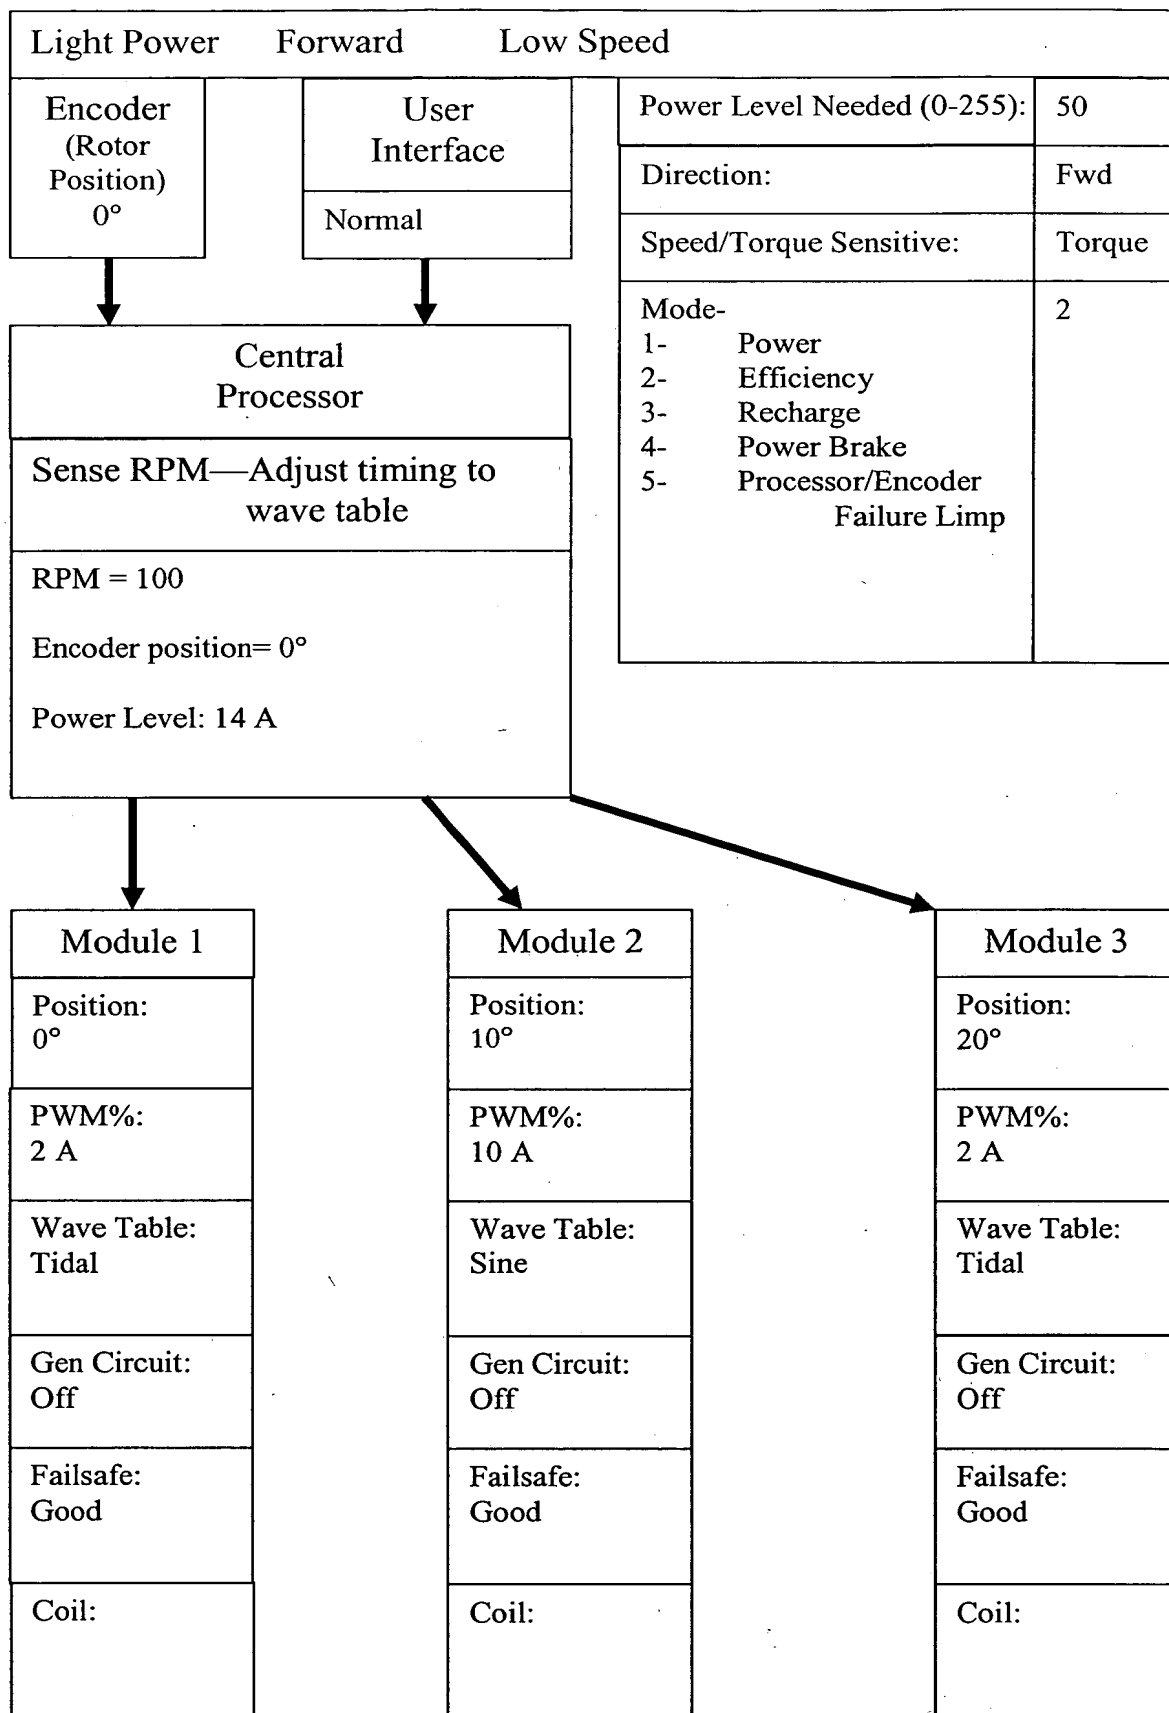 Light Power Forward Low Speed
Encoder
(Rotor
Position)
0°
User
Interface
Normal
Power Level Needed (0-255): 50
Direction: Fwd
Speed/Torque Sensitive: Torque
Mode- 2
1- Power
2- Efficiency
3- Recharge
4- Power Brake
5- Processor/Encoder
Failure Limp
Central
Processor
Sense RPM—Adjust timing to
wave table
RPM = 100
Encoder position= 0°
Power Level: 14 A
Module 1
Position:
0°
PWM%:
2 A
Wave Table:
Tidal
Gen Circuit:
Off
Failsafe:
Good
Coil:
Module 2
Position:
10°
PWM%:
10 A
Wave Table:
Sine
Gen Circuit:
Off
Failsafe:
Good
Coil:
Module 3
Position:
20°
PWM%:
2 A
Wave Table:
Tidal
Gen Circuit:
Off
Failsafe:
Good
Coil: